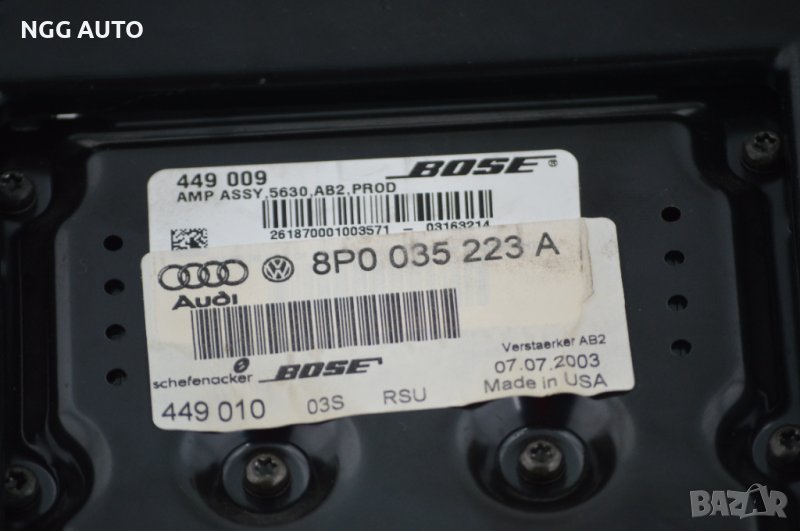 NGG AUTO
449 009
BOSE®
AMP ASSY,5630,AB2,PROD
261870001003571 - 03163214
8P0 035 223 A
Audi
Verstaerker AB2
schefenacker BOSE
07.07.2003
449 010 03S RSU Made in USA
BAZAR